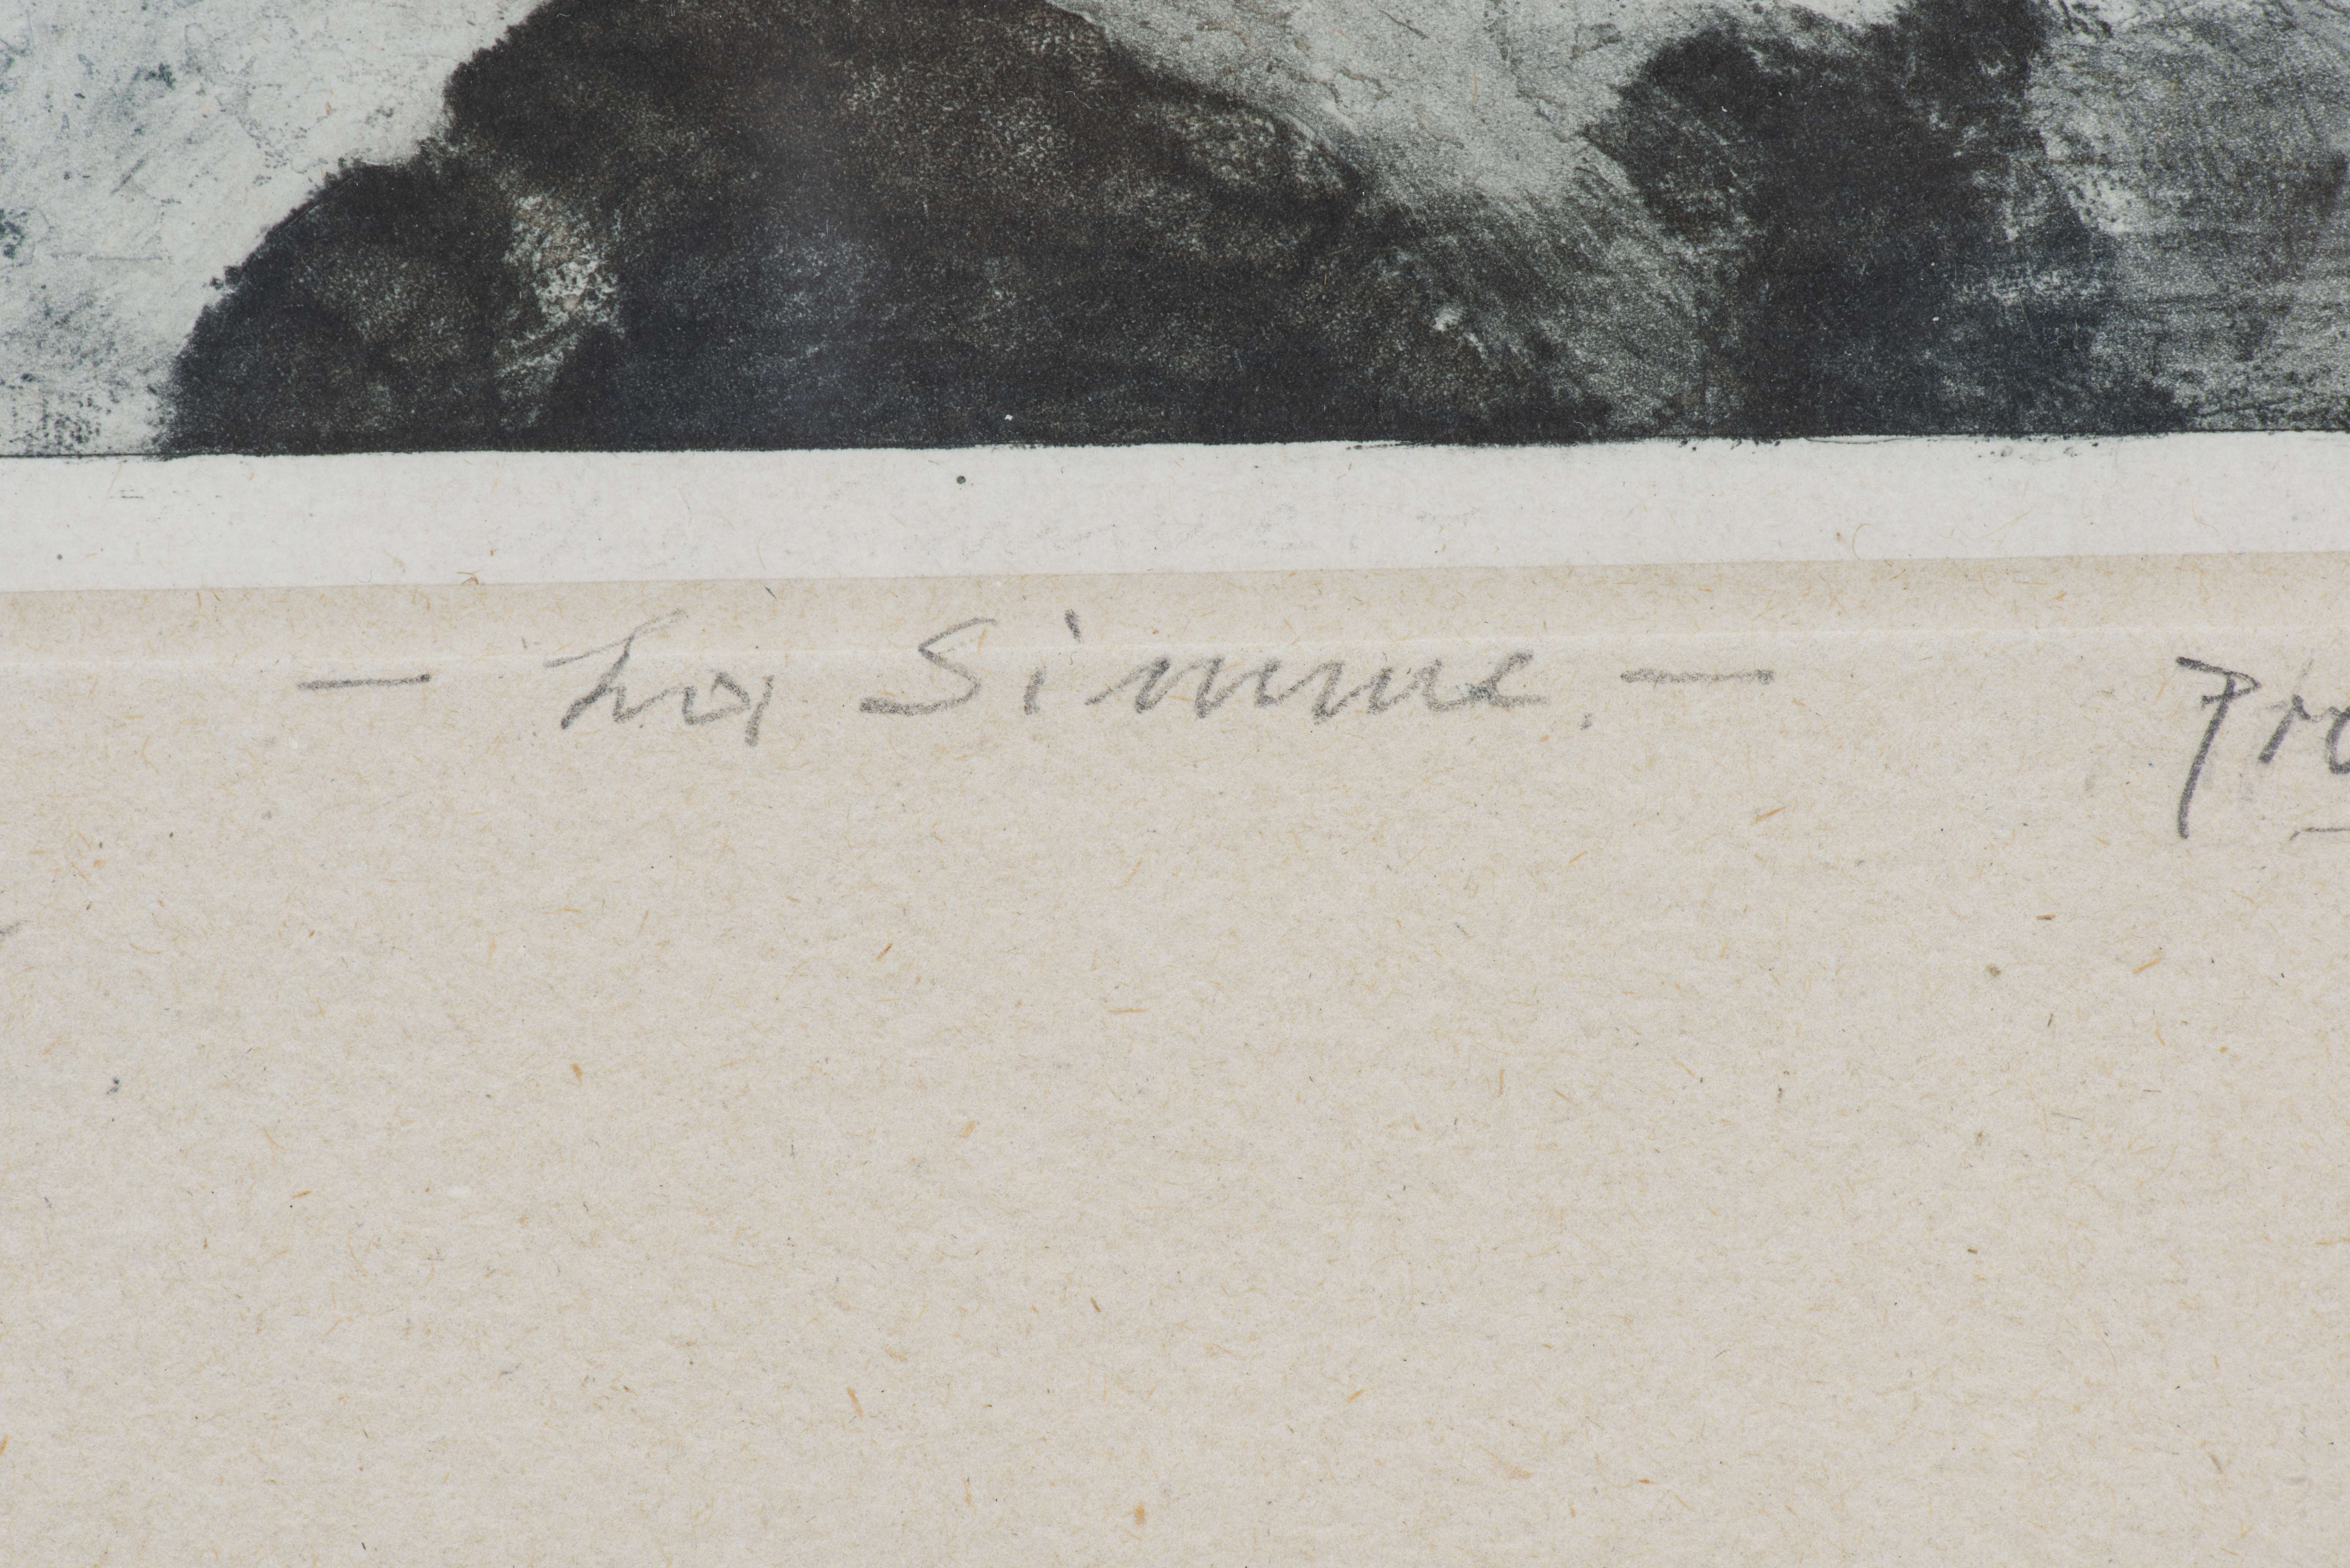 — La Simme. —